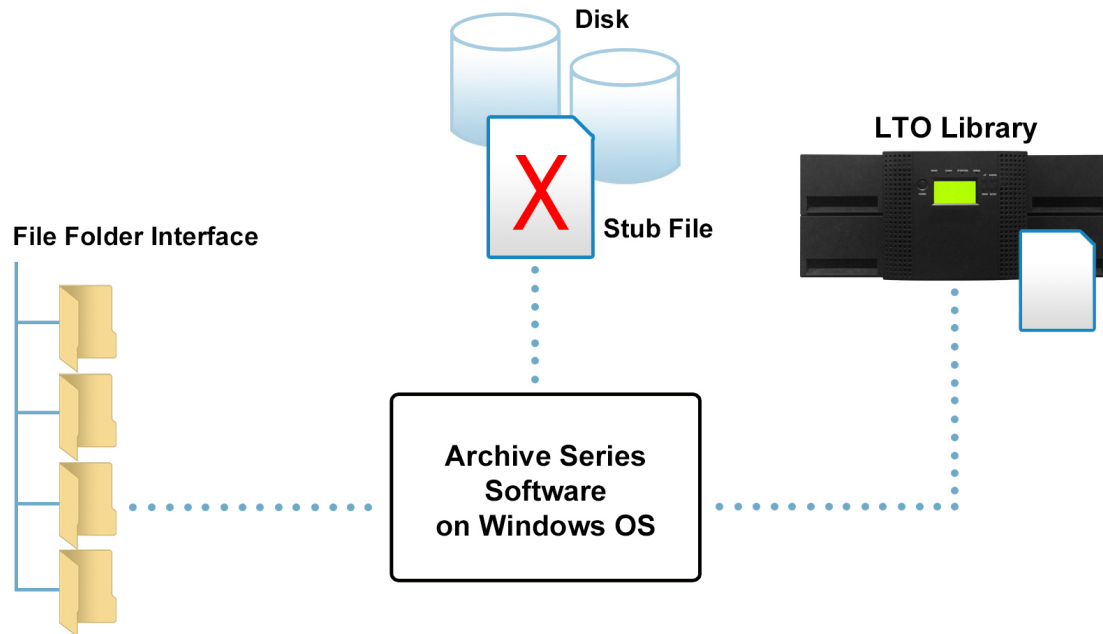 Disk
LTO Library
Stub File
X
File Folder Interface
Archive Series
Software
on Windows OS